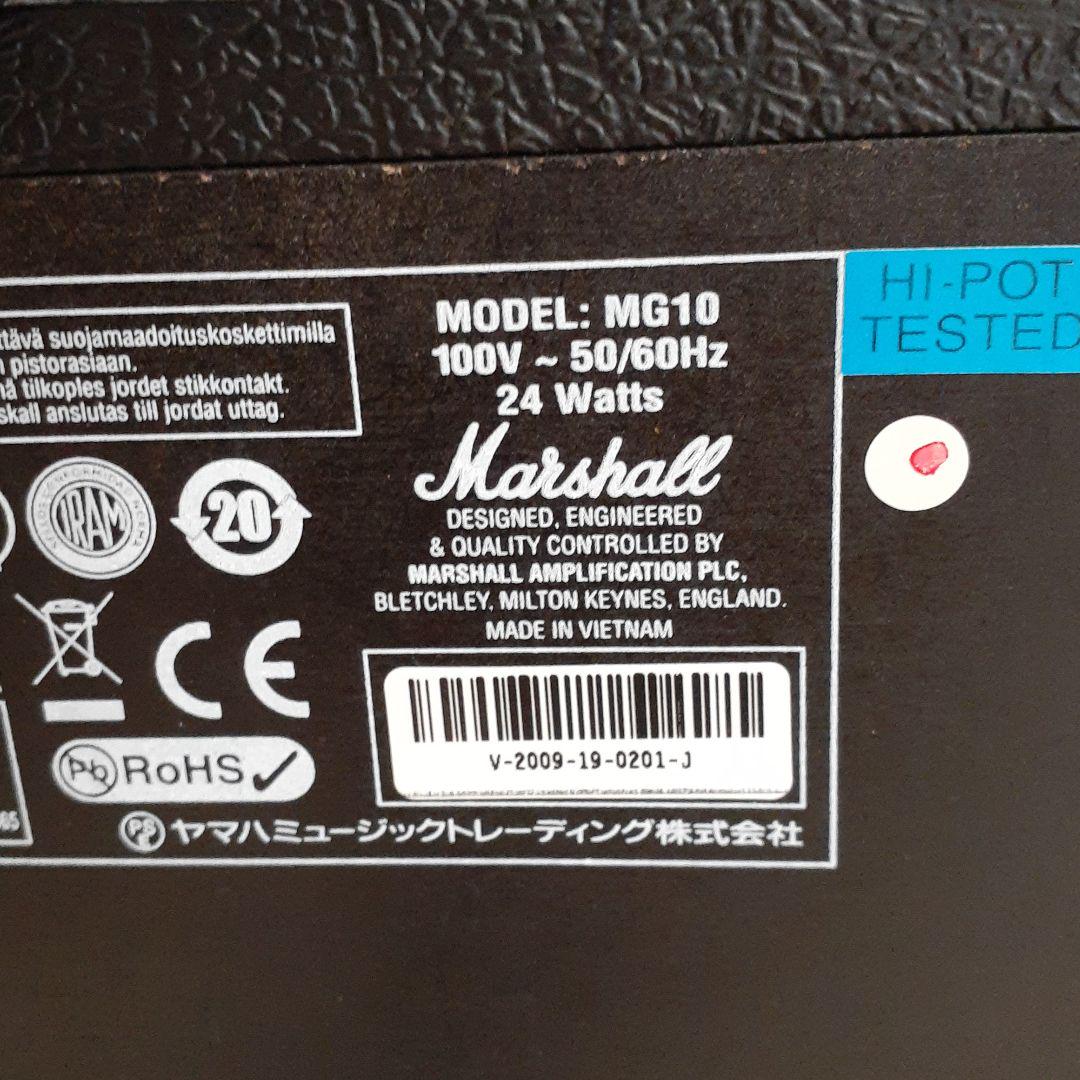 ttävä suojamaadoituskoskettimilla
pistorasiaan.
må tilkoples jordet stikkontakt.
skall anslutas till jordat uttag.
MODEL: MG10
100V ~ 50/60Hz
24 Watts
Marshall
DESIGNED, ENGINEERED
& QUALITY CONTROLLED BY
MARSHALL AMPLIFICATION PLC,
BLETCHLEY, MILTON KEYNES, ENGLAND.
MADE IN VIETNAM
HI-POT
TESTED
IRAM
20
CE
Pb RoHS
V-2009-19-0201-J
PS E ヤマハミュージックトレーディング株式会社